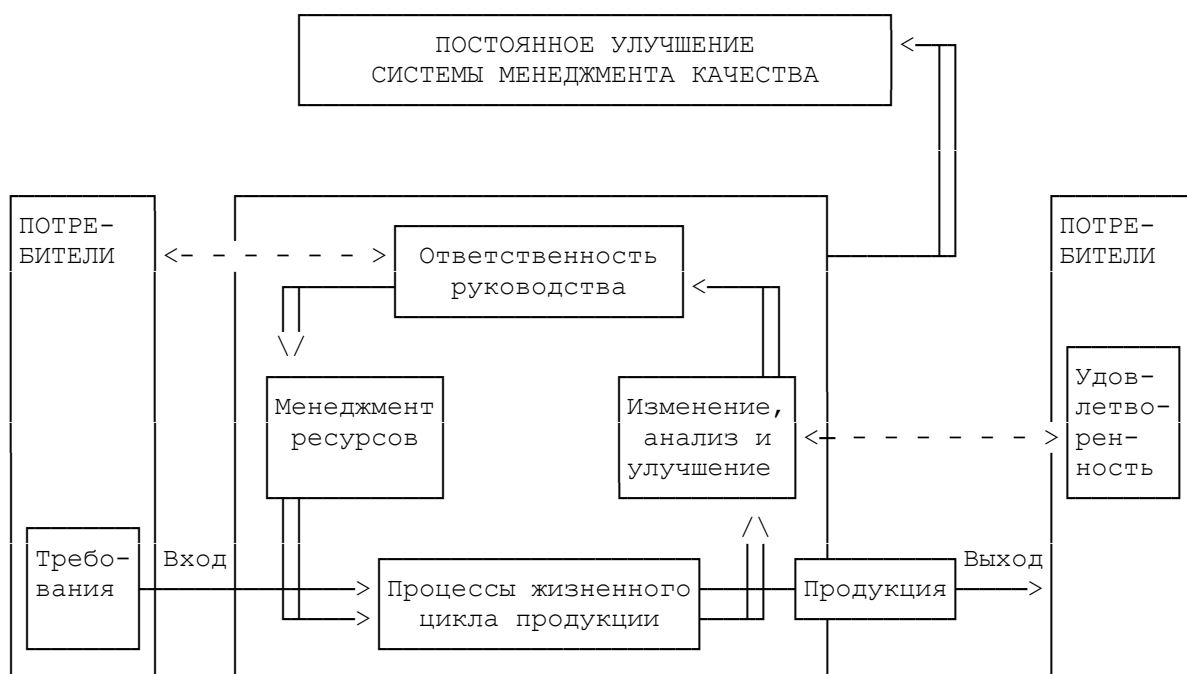 ПОСТОЯННОЕ УЛУЧШЕНИЕ
СИСТЕМЫ МЕНЕДЖМЕНТА КАЧЕСТВА
ПОТРЕ-
БИТЕЛИ
Ответственность
руководства
ПОТРЕ-
БИТЕЛИ
Менеджмент
ресурсов
Изменение,
анализ и
улучшение
Удов-
летво-
рен-
ность
Требо-
вания
Вход
Процессы жизненного
цикла продукции
Продукция
Выход